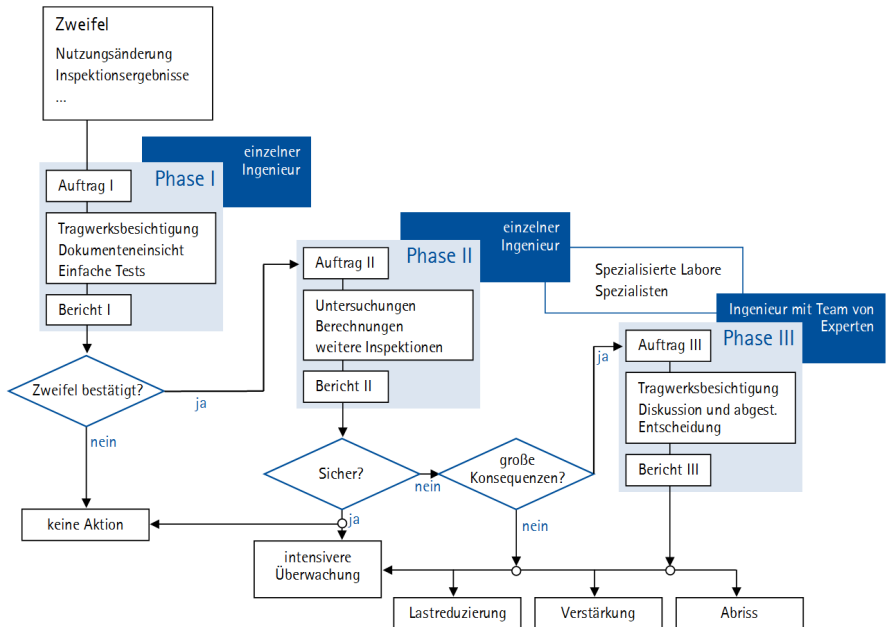 Zweifel
Nutzungsänderung
Inspektionsergebnisse
...
einzelner
Ingenieur
Phase I
Auftrag I
Tragwerksbesichtigung
Dokumenteneinsicht
Einfache Tests
Bericht I
Zweifel bestätigt?
ja
nein
keine Aktion
einzelner
Ingenieur
Phase II
Auftrag II
Untersuchungen
Berechnungen
weitere Inspektionen
Bericht II
Sicher?
nein
ja
intensivere
Überwachung
große
Konsequenzen?
ja
nein
Spezialisierte Labore
Spezialisten
Ingenieur mit Team von
Experten
Phase III
Auftrag III
Tragwerksbesichtigung
Diskussion und abgest.
Entscheidung
Bericht III
Lastreduzierung
Verstärkung
Abriss